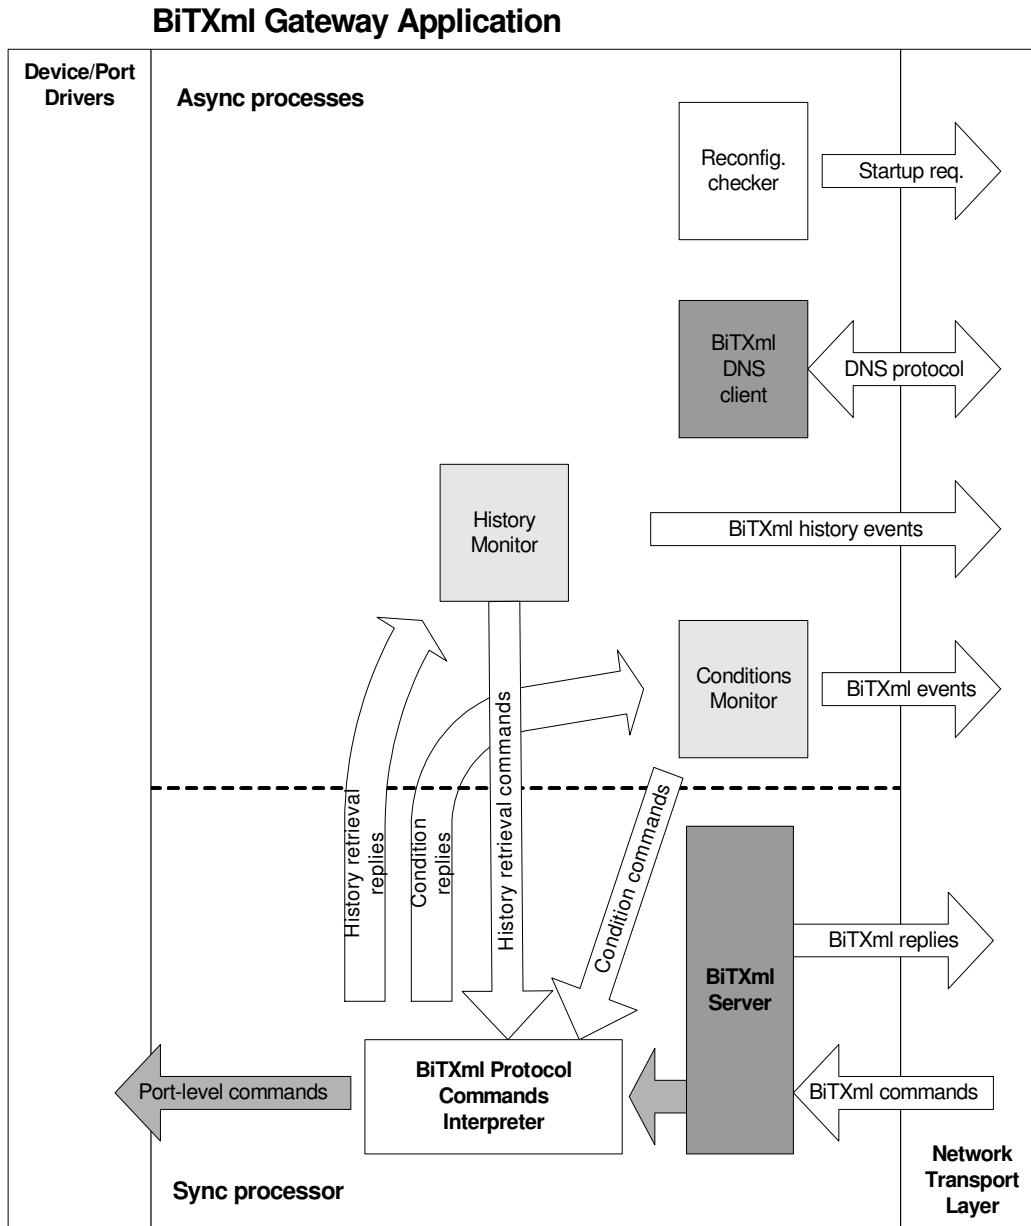 BiTXml Gateway Application
Device/Port
Drivers
Async processes
Reconfig.
checker
Startup req.
BiTXml
DNS
client
DNS protocol
History
Monitor
BiTXml history events
Conditions
Monitor
BiTXml events
History retrieval
replies
Condition
replies
History retrieval commands
Condition commands
BiTXml replies
BiTXml
Server
BiTXml Protocol
Commands
Interpreter
Port-level commands
BiTXml commands
Sync processor
Network
Transport
Layer